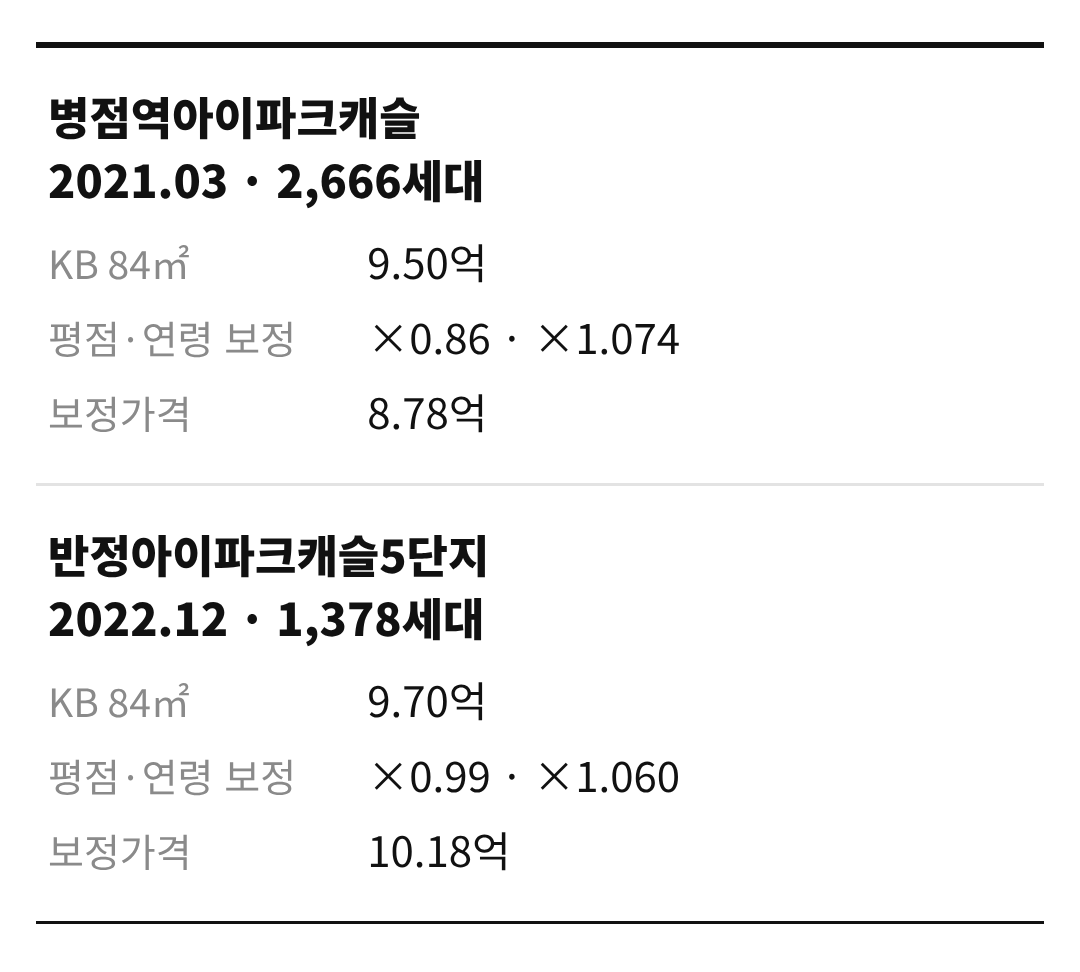 병점역아이파크캐슬
2021.03 · 2,666세대
KB 84㎡ 9.50억
평점·연령 보정 ×0.86 · ×1.074
보정가격 8.78억
반정아이파크캐슬5단지
2022.12 · 1,378세대
KB 84㎡ 9.70억
평점·연령 보정 ×0.99 · ×1.060
보정가격 10.18억